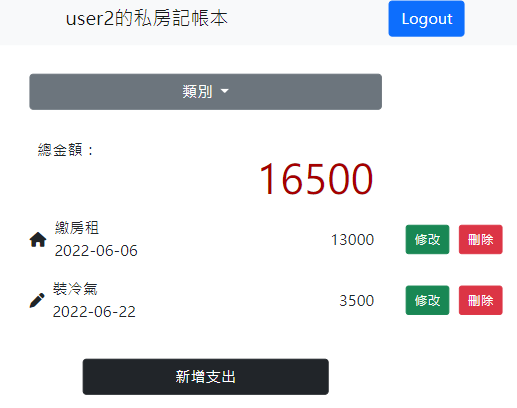 user2的私房記帳本
Logout
類別
總金額：
16500
繳房租
2022-06-06
13000
修改
刪除
裝冷氣
2022-06-22
3500
修改
刪除
新增支出